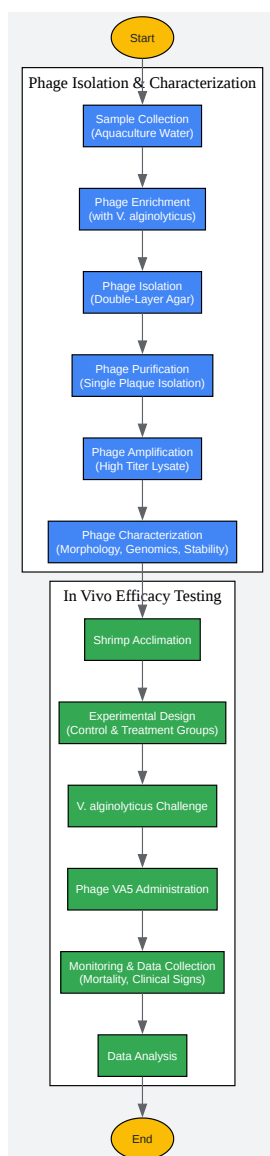 Start
Phage Isolation & Characterization
Sample Collection
(Aquaculture Water)
Phage Enrichment
(with V. alginolyticus)
Phage Isolation
(Double-Layer Agar)
Phage Purification
(Single Plaque Isolation)
Phage Amplification
(High Titer Lysate)
Phage Characterization
(Morphology, Genomics, Stability)
In Vivo Efficacy Testing
Shrimp Acclimation
Experimental Design
(Control & Treatment Groups)
V. alginolyticus Challenge
Phage VA5 Administration
Monitoring & Data Collection
(Mortality, Clinical Signs)
Data Analysis
End